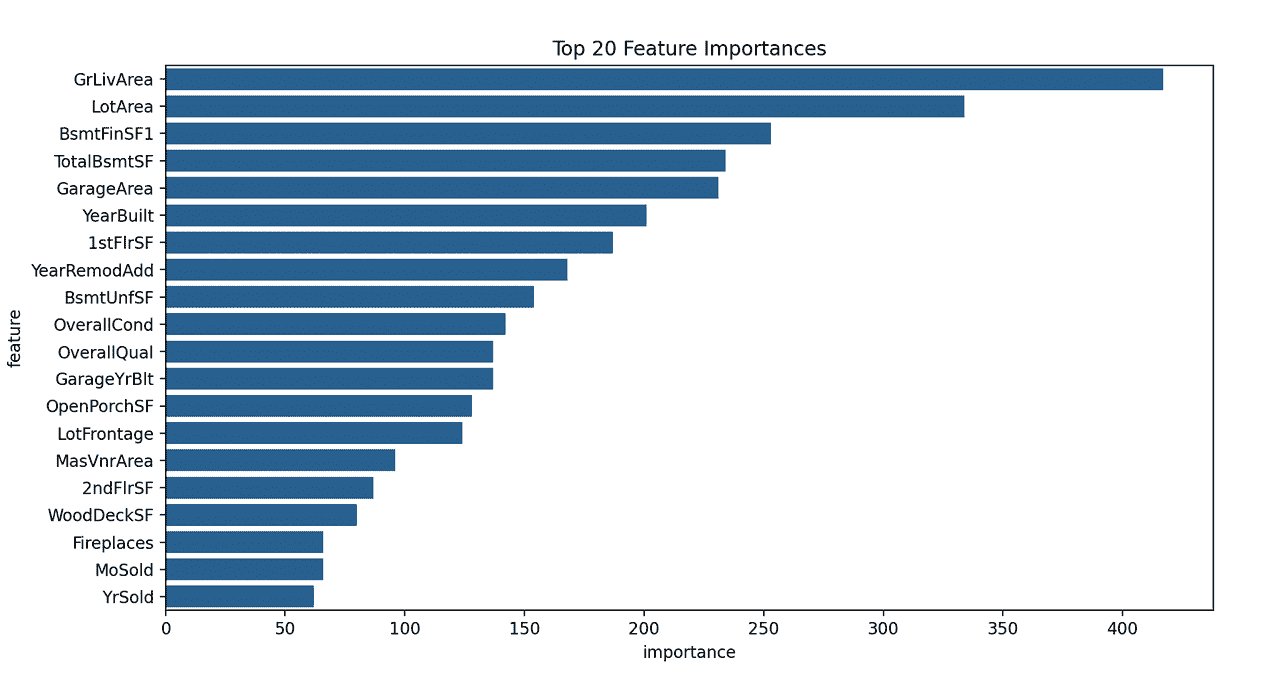 Top 20 Feature Importances
GrLivArea
LotArea
BsmtFinSF1
TotalBsmtSF
GarageArea
YearBuilt
1stFlrSF
YearRemodAdd
BsmtUnfSF
OverallCond
OverallQual
GarageYrBlt
OpenPorchSF
LotFrontage
MasVnrArea
2ndFlrSF
WoodDeckSF
Fireplaces
MoSold
YrSold
feature
0 50 100 150 200 250 300 350 400
importance